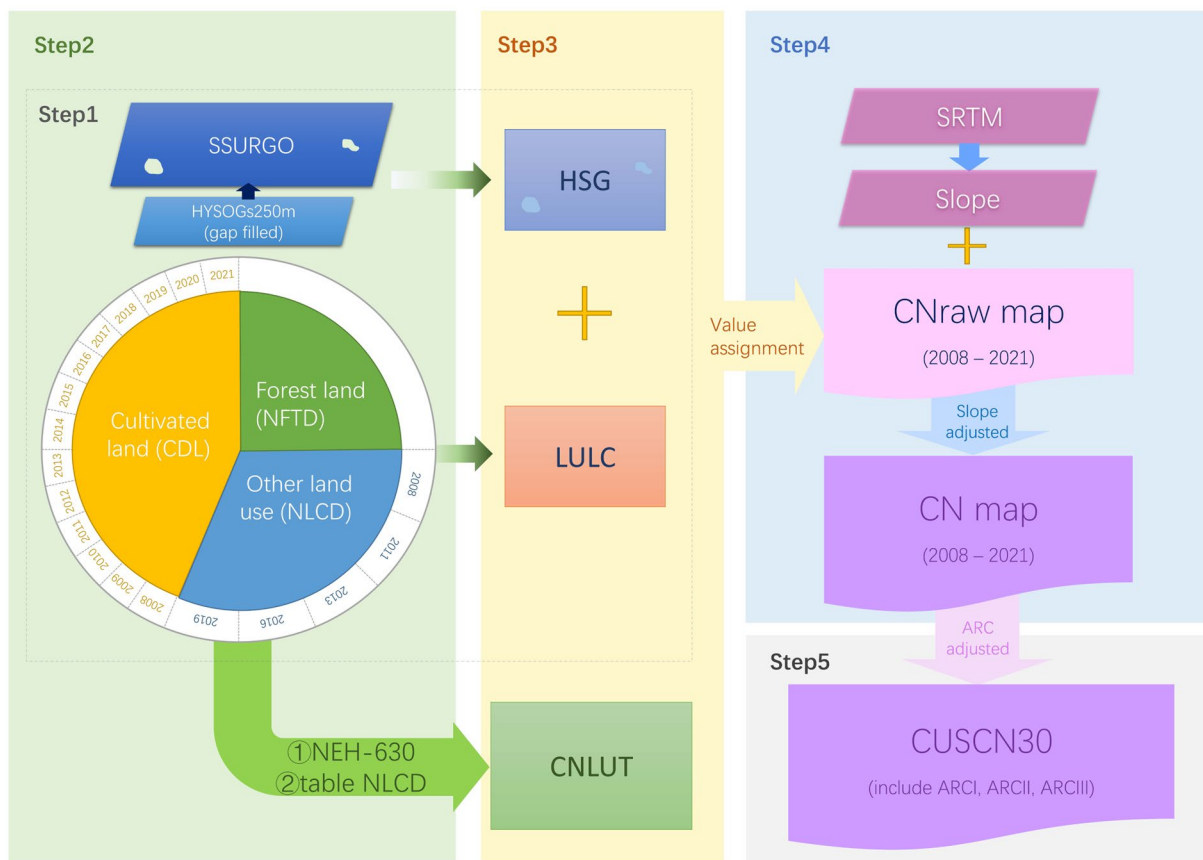 Step2
Step3
Step4
Step1
SSURGO
HYSOGs250m
(gap filled)
HSG
SRTM
Slope
2008
2009
2010
2011
2012
2013
2014
2015
2016
2017
2018
2019
2020
2021
Cultivated
land (CDL)
Forest land
(NFTD)
Other land
use (NLCD)
2008
2011
2013
2016
2019
LULC
Value
assignment
CNraw map
(2008 – 2021)
Slope
adjusted
CN map
(2008 – 2021)
ARC
adjusted
①NEH-630
②table NLCD
CNLUT
Step5
CUSCN30
(include ARCI, ARCII, ARCIII)